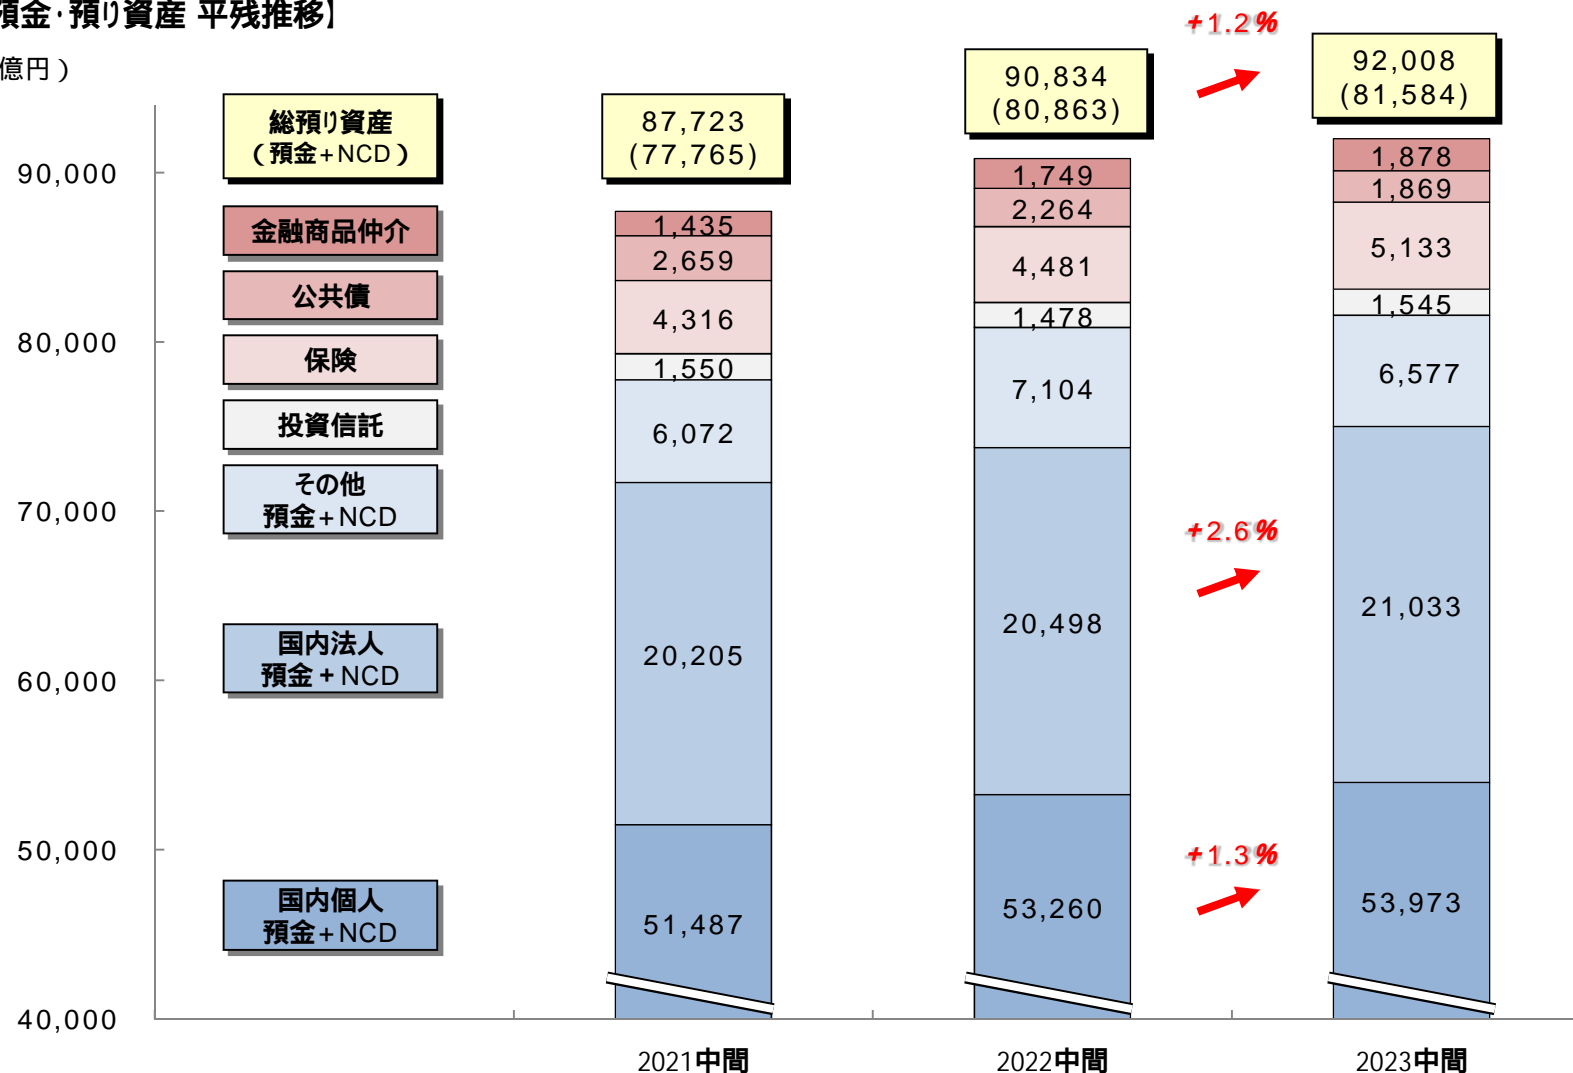 預金・預り資産 平残推移】
億円）
+1.2%
92,008
(81,584)
90,834
(80,863)
87,723
(77,765)
総預り資産
（預金+NCD）
90,000
80,000
70,000
60,000
50,000
40,000
金融商品仲介
公共債
保険
投資信託
その他
預金+NCD
国内法人
預金+NCD
国内個人
預金+NCD
1,435
2,659
4,316
1,550
6,072
20,205
51,487
1,749
2,264
4,481
1,478
7,104
20,498
53,260
+2.6%
+1.3%
1,878
1,869
5,133
1,545
6,577
21,033
53,973
2021中間
2022中間
2023中間